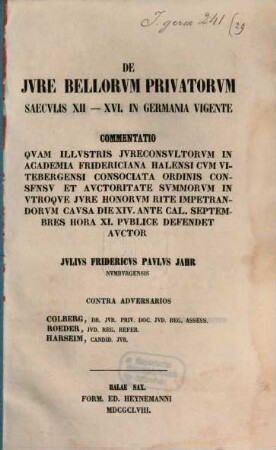 J. germ 241 (29
DE
JVRE BELLORVM PRIVATORVM
SAECVLIS XII — XVI. IN GERMANIA VIGENTE
COMMENTATIO
QVAM ILLVSTRIS JVRECONSVLTORVM IN
ACADEMIA FRIDERICIANA HALENSI CVM VI-
TEBERGENSI CONSOCIATA ORDINIS CON-
SFNSV ET AVCTORITATE SVMMORVM IN
VTROQVE JVRE HONORVM RITE IMPETRAN-
DORVM CAVSA DIE XIV. ANTE CAL. SEPTEM-
BRES HORA XI. PVBLICE DEFENDET
AVCTOR
JVLIVS FRIDERICVS PAVLVS JAHR
NVMBVRGENSIS
CONTRA ADVERSARIOS
COLBERG, DR. JVR. PRIV. DOC. JVD. REG. ASSESS.
ROEDER, JVD. REG. REFER.
HARSEIM, CANDID. JVR.
HALAE SAX.
FORM. ED. HEYNEMANNI
MDCCCLVIII.